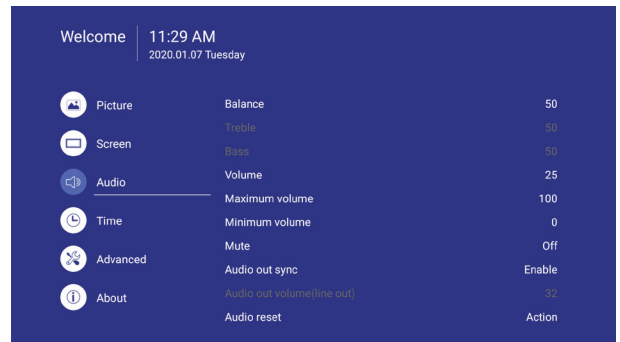 Welcome
11:29 AM
2020.01.07 Tuesday
Picture
Screen
Audio
Time
Advanced
About
Balance 50
Treble 50
Bass 50
Volume 25
Maximum volume 100
Minimum volume 0
Mute Off
Audio out sync Enable
Audio out volume(line out) 32
Audio reset Action